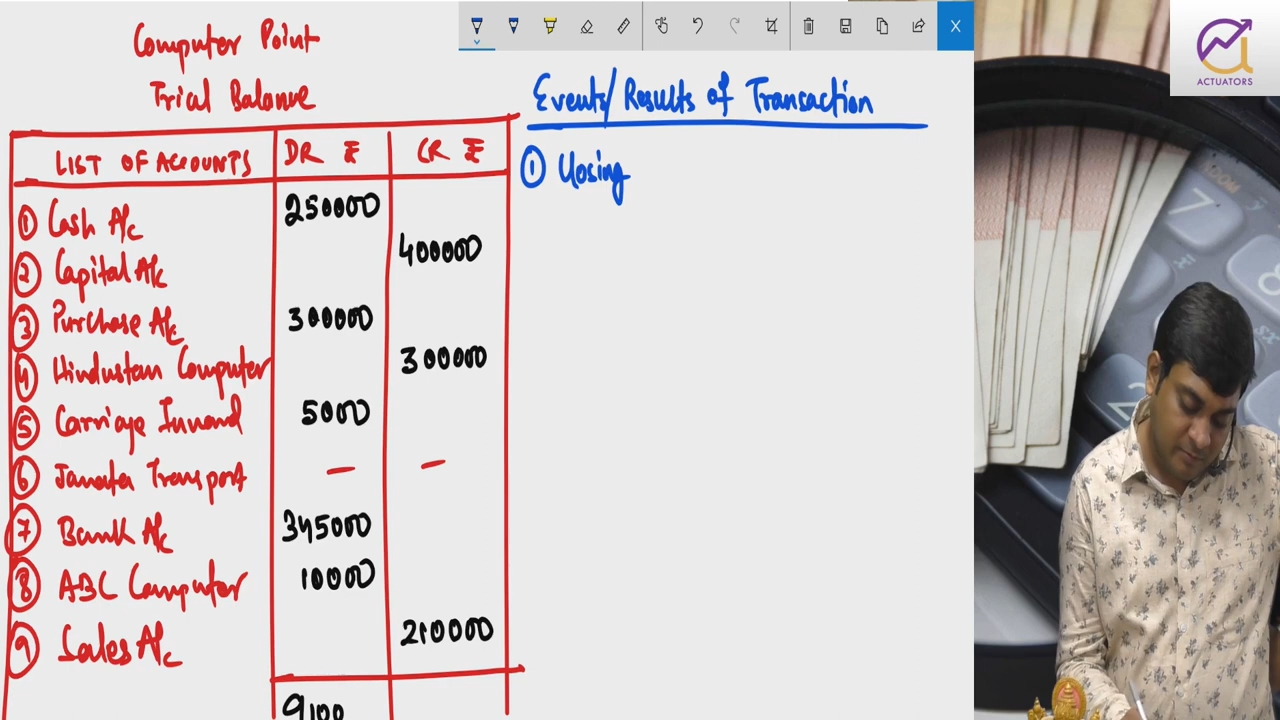 Computer Point
Trial Balance
LIST OF ACCOUNTS DR ₹ CR ₹
① Cash A/c 250000
② Capital A/c 400000
③ Purchase A/c 300000
④ Hindustan Computer 300000
⑤ Carriage Inward 5000
⑥ Janata Transport — —
⑦ Bank A/c 345000
⑧ ABC Computer 10000
⑨ Sales A/c 210000
9100
Events/Results of Transaction
① Closing
ACTUATORS